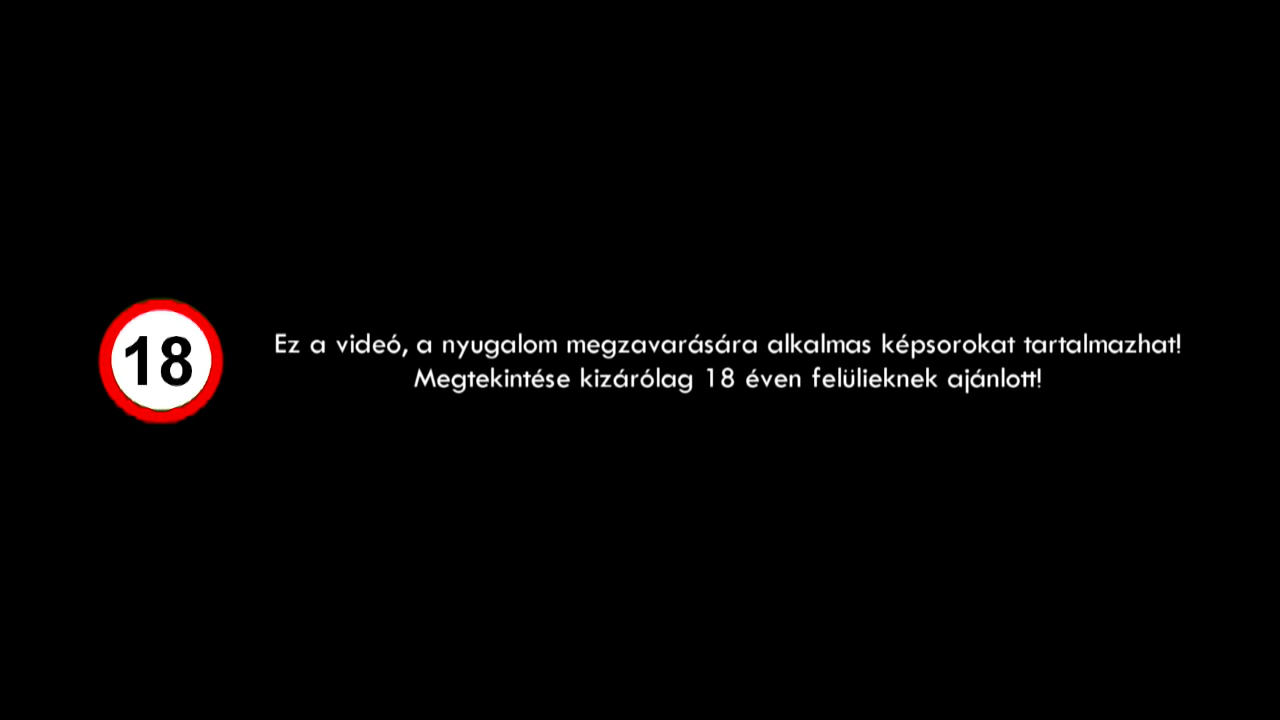 18
Ez a videó, a nyugalom megzavarására alkalmas képsorokat tartalmazhat!
Megtekintése kizárólag 18 éven felülieknek ajánlott!